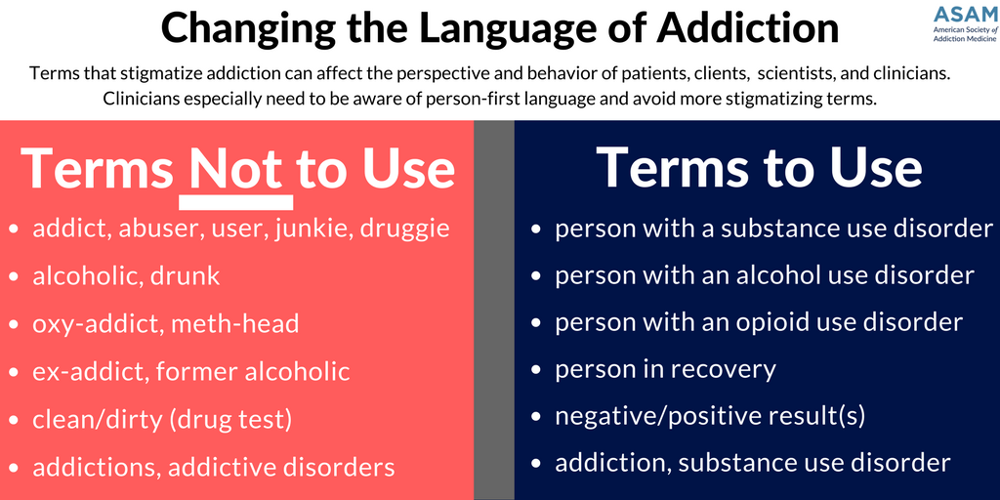 Changing the Language of Addiction
ASAM
American Society of
Addiction Medicine
Terms that stigmatize addiction can affect the perspective and behavior of patients, clients, scientists, and clinicians.
Clinicians especially need to be aware of person-first language and avoid more stigmatizing terms.
Terms Not to Use
• addict, abuser, user, junkie, druggie
• alcoholic, drunk
• oxy-addict, meth-head
• ex-addict, former alcoholic
• clean/dirty (drug test)
• addictions, addictive disorders
Terms to Use
• person with a substance use disorder
• person with an alcohol use disorder
• person with an opioid use disorder
• person in recovery
• negative/positive result(s)
• addiction, substance use disorder